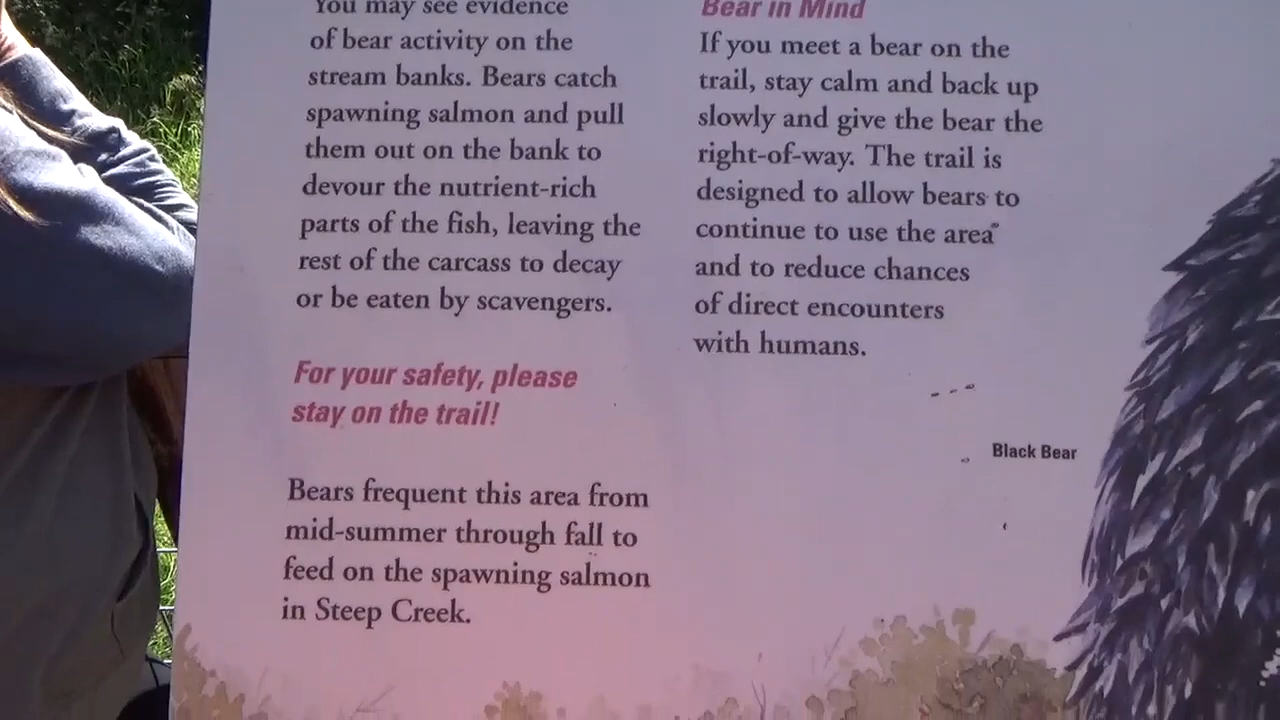 You may see evidence
of bear activity on the
stream banks. Bears catch
spawning salmon and pull
them out on the bank to
devour the nutrient-rich
parts of the fish, leaving the
rest of the carcass to decay
or be eaten by scavengers.
For your safety, please
stay on the trail!
Bears frequent this area from
mid-summer through fall to
feed on the spawning salmon
in Steep Creek.
Bear in Mind
If you meet a bear on the
trail, stay calm and back up
slowly and give the bear the
right-of-way. The trail is
designed to allow bears to
continue to use the area
and to reduce chances
of direct encounters
with humans.
Black Bear